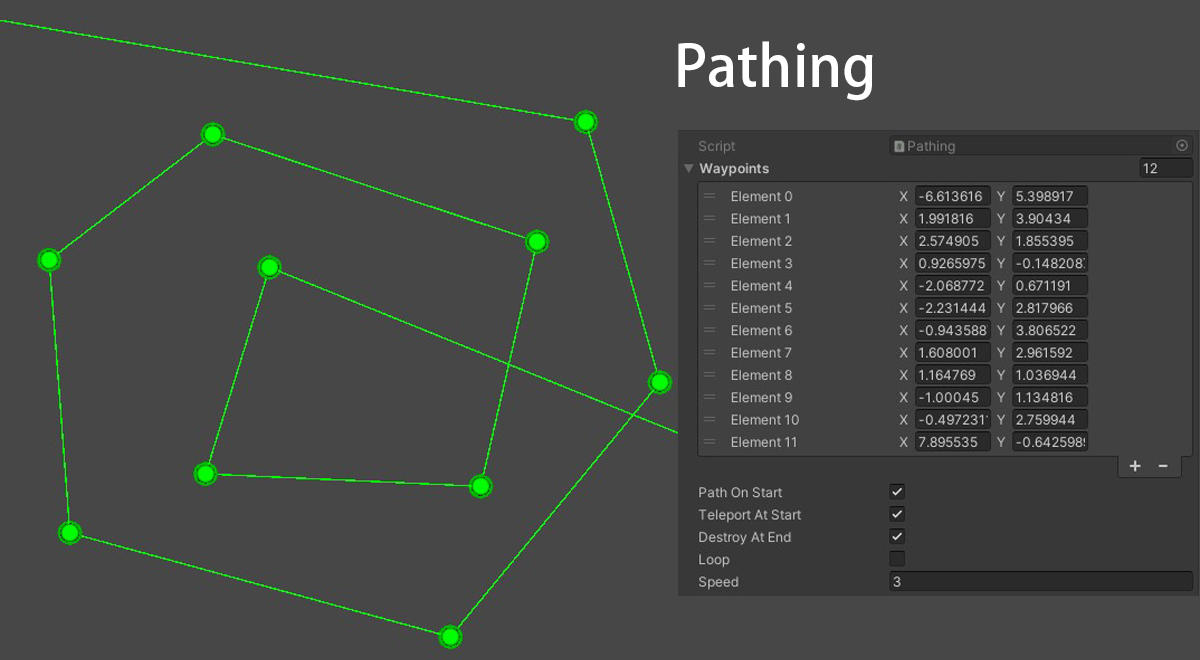 Pathing
Script Pathing
Waypoints 12
Element 0 X -6.613616 Y 5.398917
Element 1 X 1.991816 Y 3.90434
Element 2 X 2.574905 Y 1.855395
Element 3 X 0.9265975 Y -0.148208
Element 4 X -2.068772 Y 0.671191
Element 5 X -2.231444 Y 2.817966
Element 6 X -0.943588 Y 3.806522
Element 7 X 1.608001 Y 2.961592
Element 8 X 1.164769 Y 1.036944
Element 9 X -1.00045 Y 1.134816
Element 10 X -0.497231 Y 2.759944
Element 11 X 7.895535 Y -0.642598
+ −
Path On Start
Teleport At Start
Destroy At End
Loop
Speed 3